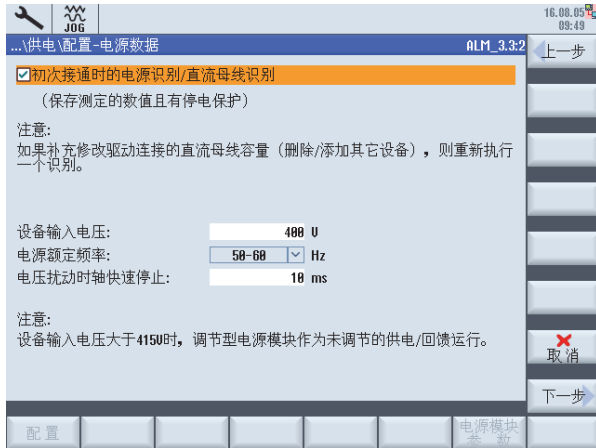 JOG
16.08.05
09:49
...\供电\配置-电源数据
ALM_3.3:2
上一步
初次接通时的电源识别/直流母线识别
（保存测定的数值且有停电保护）
注意:
如果补充修改驱动连接的直流母线容量（删除/添加其它设备），则重新执行
一个识别。
设备输入电压: 400 V
电源额定频率: 50-60 Hz
电压扰动时轴快速停止: 10 ms
注意:
设备输入电压大于415V时，调节型电源模块作为未调节的供电/回馈运行。
取消
下一步
配置
电源模块
参数